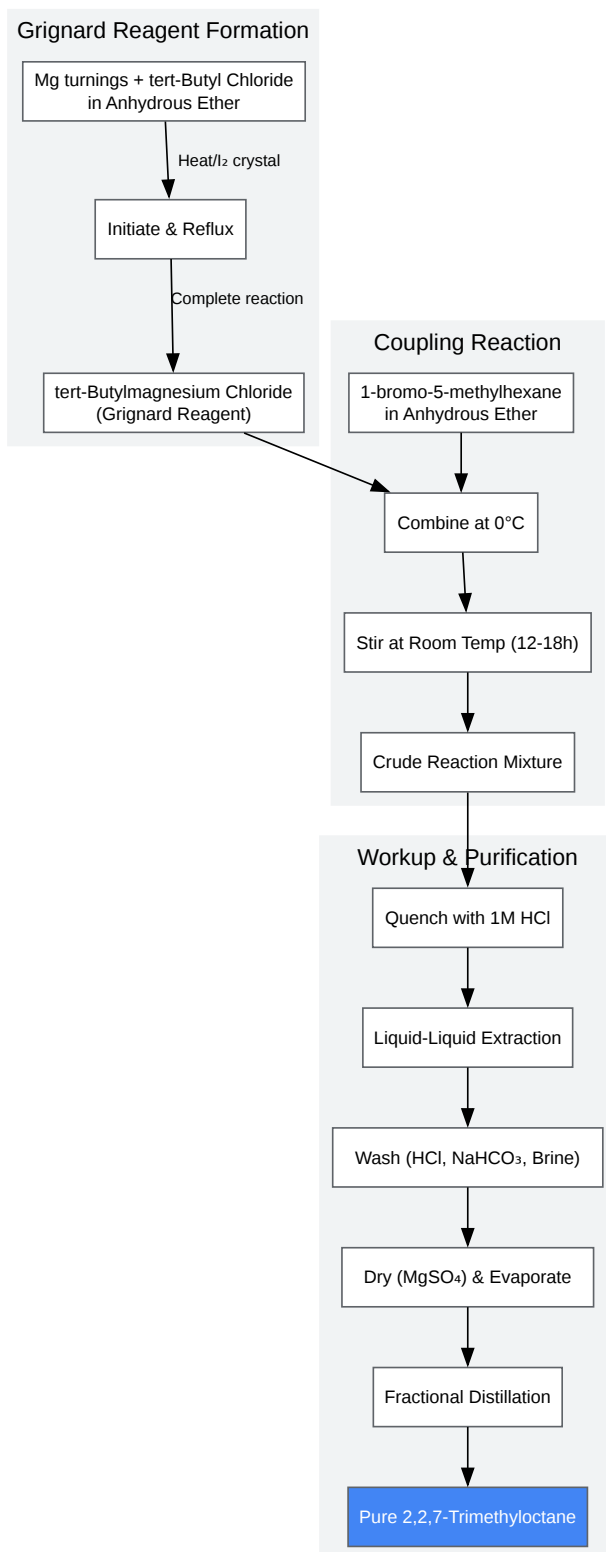 Grignard Reagent Formation
Mg turnings + tert-Butyl Chloride
in Anhydrous Ether
Heat/I₂ crystal
Initiate & Reflux
Complete reaction
tert-Butylmagnesium Chloride
(Grignard Reagent)
Coupling Reaction
1-bromo-5-methylhexane
in Anhydrous Ether
Combine at 0°C
Stir at Room Temp (12-18h)
Crude Reaction Mixture
Workup & Purification
Quench with 1M HCl
Liquid-Liquid Extraction
Wash (HCl, NaHCO₃, Brine)
Dry (MgSO₄) & Evaporate
Fractional Distillation
Pure 2,2,7-Trimethyloctane